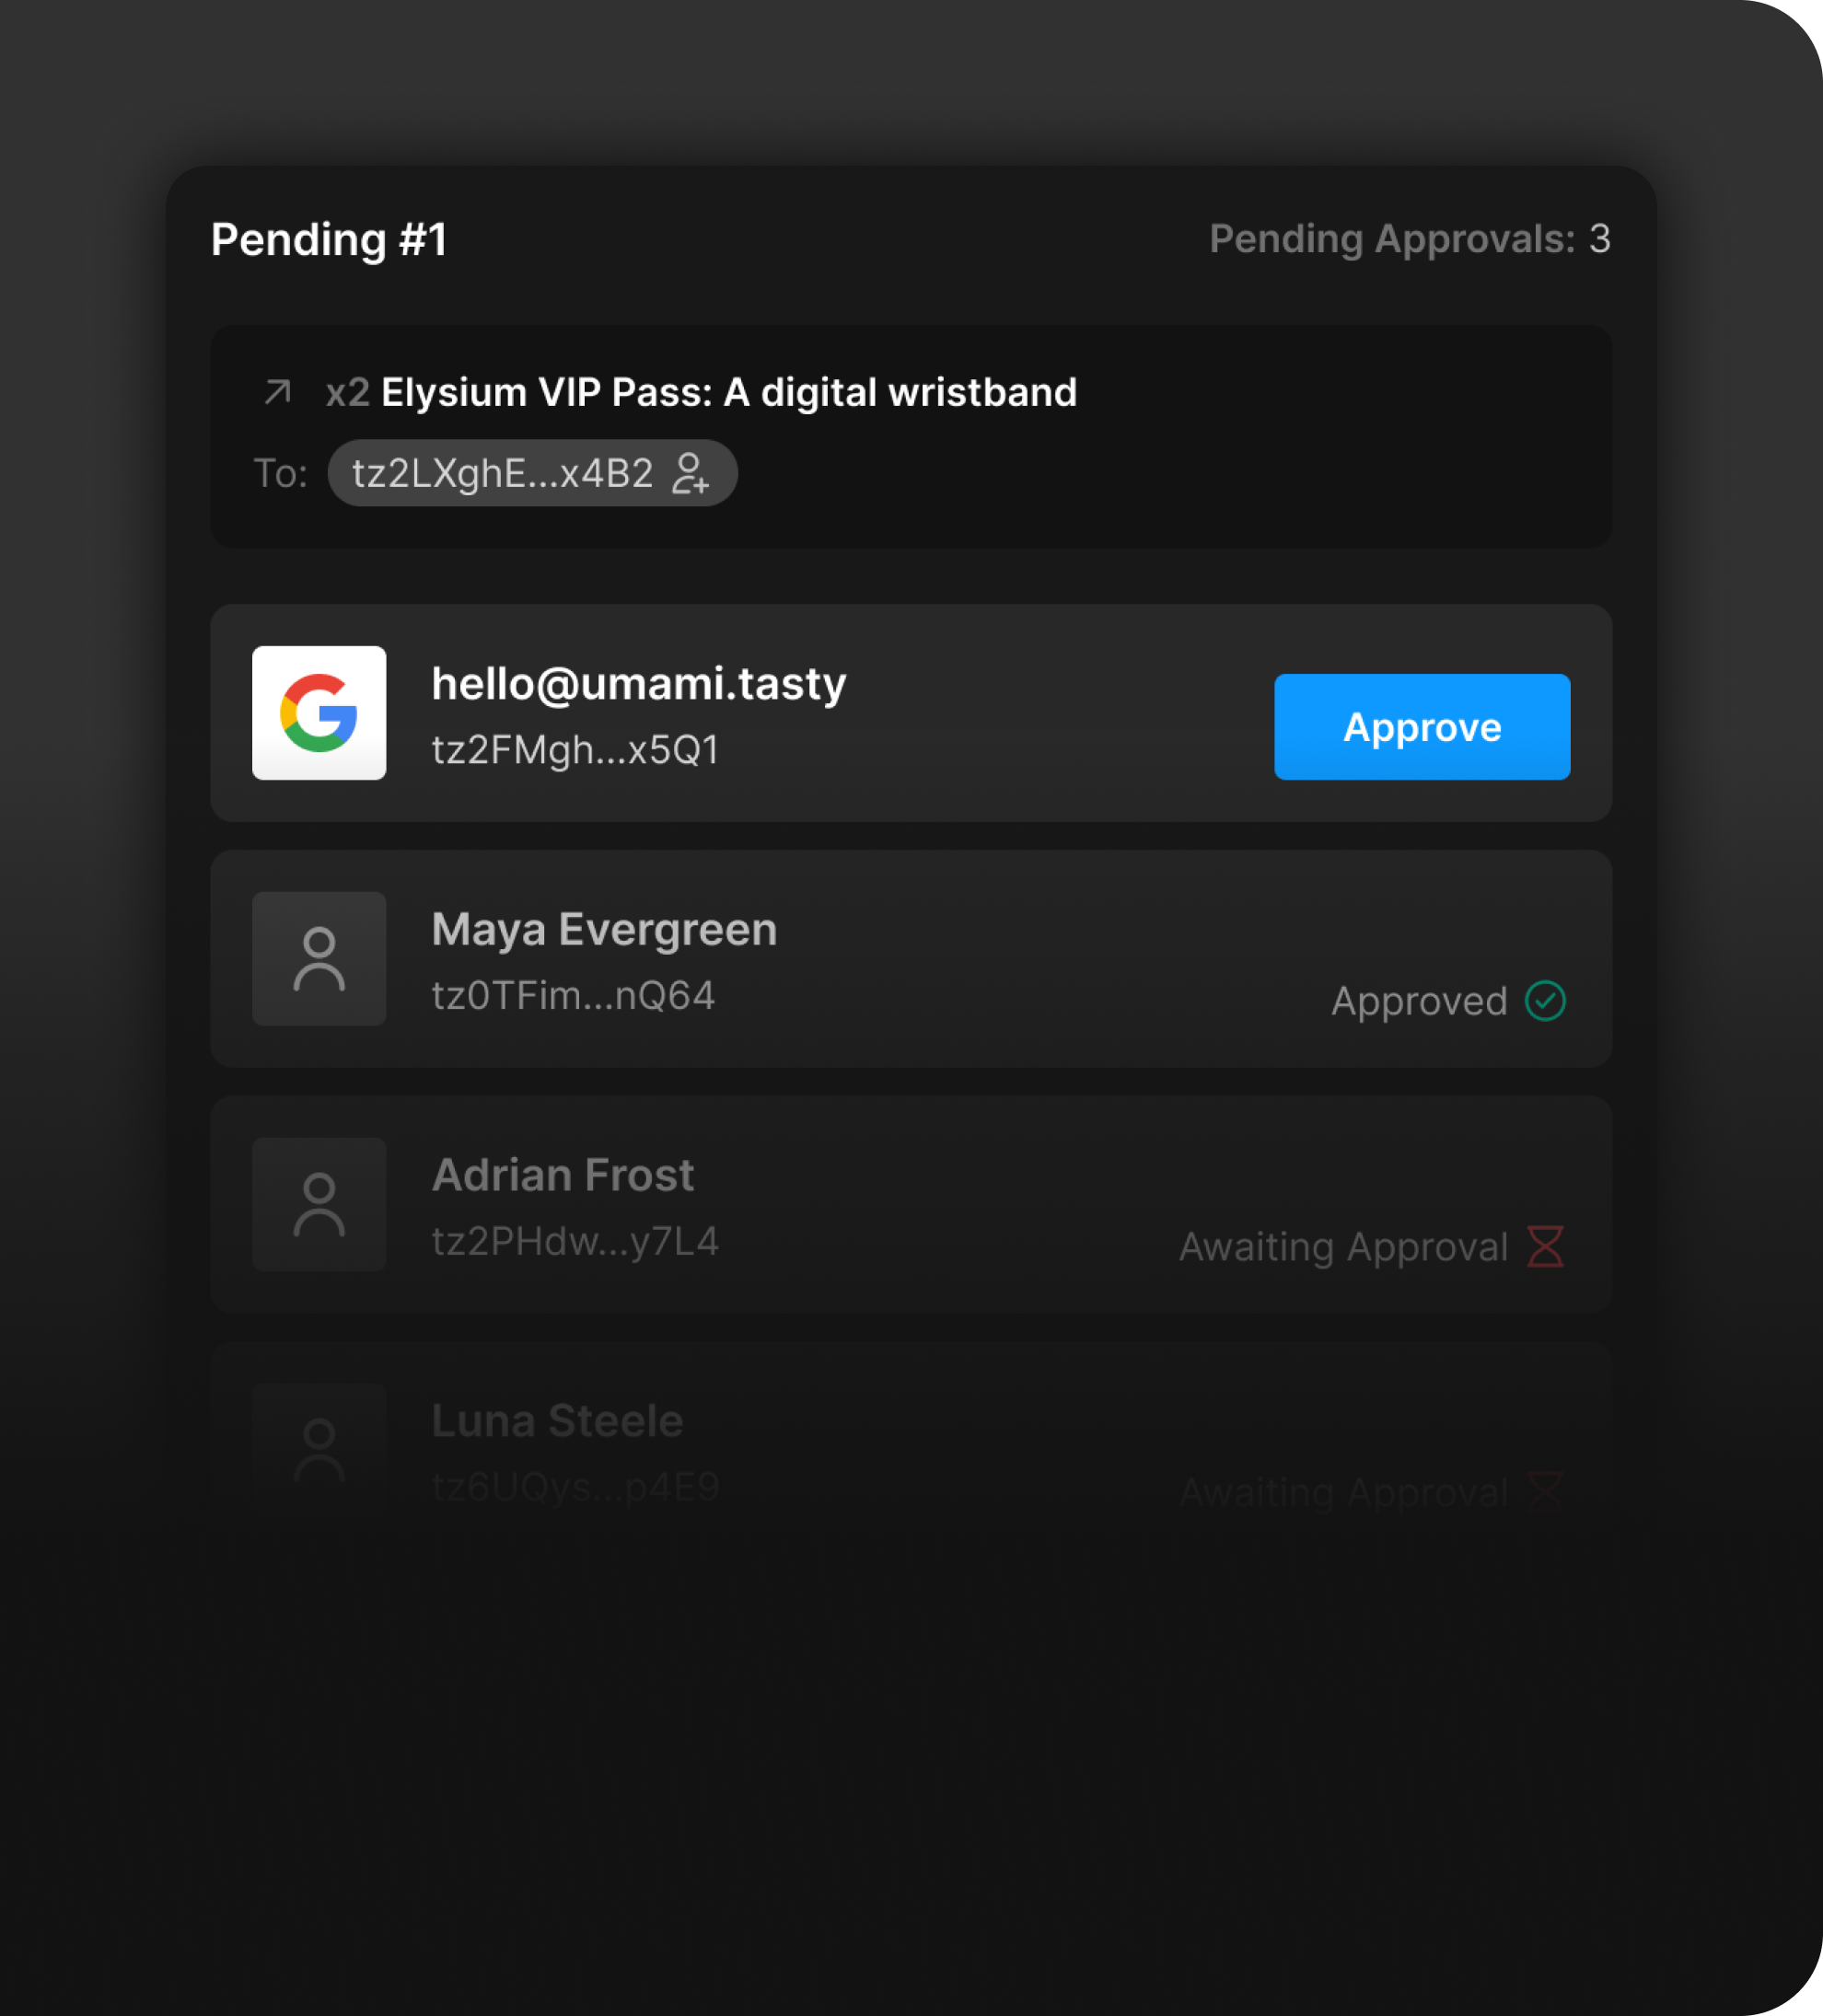 Pending #1
Pending Approvals: 3
x2 Elysium VIP Pass: A digital wristband
To: tz2LXghE...x4B2
hello@umami.tasty
tz2FMgh...x5Q1
Approve
Maya Evergreen
tz0TFim...nQ64
Approved
Adrian Frost
tz2PHdw...y7L4
Awaiting Approval
Luna Steele
tz6UQys...p4E9
Awaiting Approval